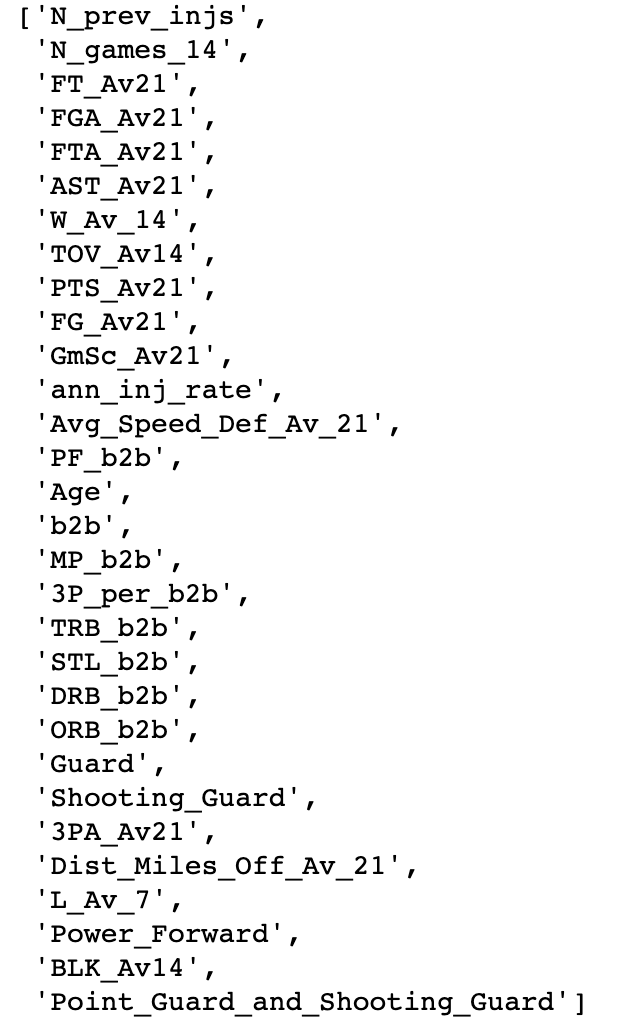 ['N_prev_injs',
'N_games_14',
'FT_Av21',
'FGA_Av21',
'FTA_Av21',
'AST_Av21',
'W_Av_14',
'TOV_Av14',
'PTS_Av21',
'FG_Av21',
'GmSc_Av21',
'ann_inj_rate',
'Avg_Speed_Def_Av_21',
'PF_b2b',
'Age',
'b2b',
'MP_b2b',
'3P_per_b2b',
'TRB_b2b',
'STL_b2b',
'DRB_b2b',
'ORB_b2b',
'Guard',
'Shooting_Guard',
'3PA_Av21',
'Dist_Miles_Off_Av_21',
'L_Av_7',
'Power_Forward',
'BLK_Av14',
'Point_Guard_and_Shooting_Guard']